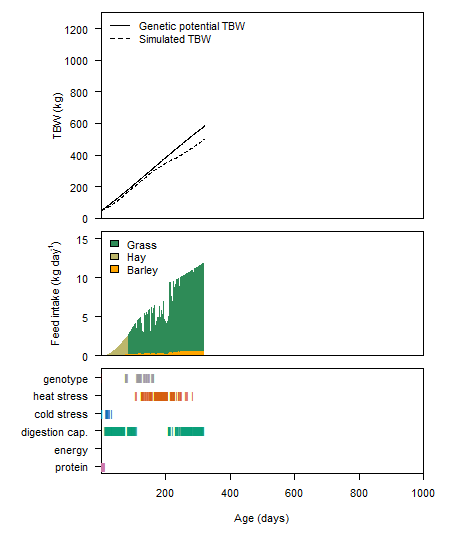 1200
1000
800
600
400
200
0
TBW (kg)
Genetic potential TBW
Simulated TBW
15
10
5
0
Feed intake (kg day⁻¹)
Grass
Hay
Barley
genotype
heat stress
cold stress
digestion cap.
energy
protein
200 400 600 800 1000
Age (days)